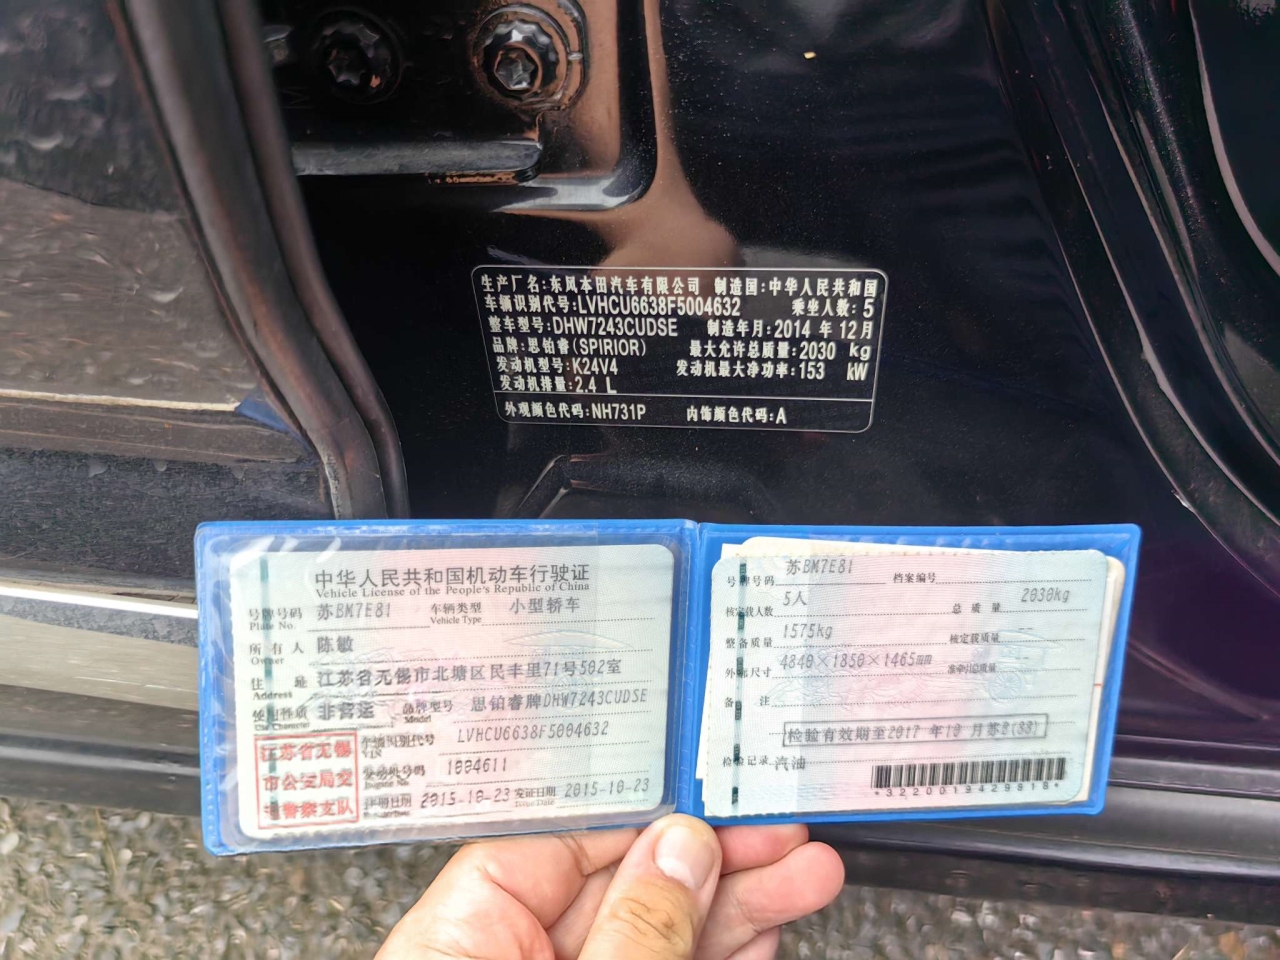 生产厂名:东风本田汽车有限公司 制造国:中华人民共和国
车辆识别代号:LVHCU6638F5004632 乘坐人数:5
整车型号:DHW7243CUDSE 制造年月:2014 年 12月
品牌:思铂睿(SPIRIOR) 最大允许总质量:2030 kg
发动机型号:K24V4 发动机最大净功率:153 kW
发动机排量:2.4 L
外观颜色代码:NH731P 内饰颜色代码:A
中华人民共和国机动车行驶证
Vehicle License of the People's Republic of China
号牌号码 苏BM7E81 车辆类型 小型轿车
Plate No. Vehicle Type
所有人 陈敏
Owner
住址 江苏省无锡市北塘区民丰里71号502室
Address
使用性质 非营运 品牌型号 思铂睿牌DHW7243CUDSE
Use Character Model
江苏省无锡 车辆识别代号 LVHCU6638F5004632
VIN
市公安局交 发动机号码 1004611
Engine No.
通警察支队 注册日期 2015-10-23 发证日期 2015-10-23
Issue Date
号牌号码 苏BM7E81 档案编号
核定载人数 5人 总质量 2030kg
整备质量 1575kg 核定载质量 --
外廓尺寸 4840×1850×1465mm 准牵引总质量 --
备注
检验有效期至2017 年10 月苏B(33)
检验记录 汽油
*3220019429818*